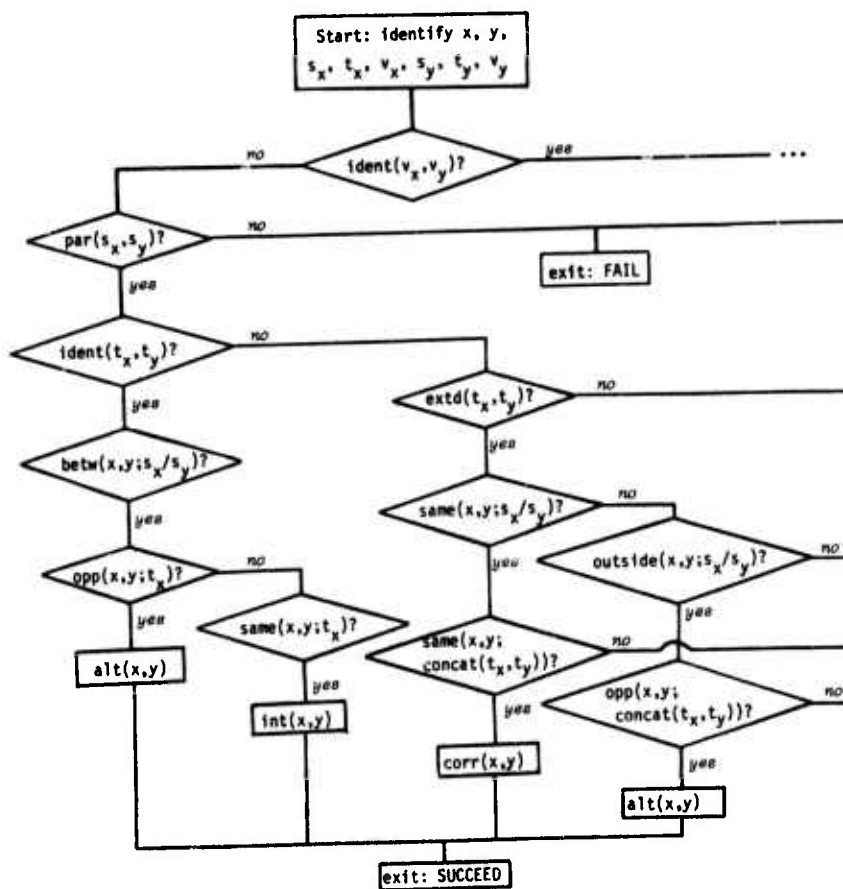 Start: identify x, y,
s_x, t_x, v_x, s_y, t_y, v_y
no
ident(v_x,v_y)?
yes
...
par(s_x,s_y)?
no
exit: FAIL
yes
ident(t_x,t_y)?
no
extd(t_x,t_y)?
no
yes
yes
betw(x,y;s_x/s_y)?
same(x,y;s_x/s_y)?
no
yes
outside(x,y;s_x/s_y)?
no
opp(x,y;t_x)?
no
yes
yes
yes
same(x,y;t_x)?
same(x,y;
concat(t_x,t_y))?
no
alt(x,y)
yes
opp(x,y;
concat(t_x,t_y))?
no
int(x,y)
yes
corr(x,y)
yes
alt(x,y)
exit: SUCCEED